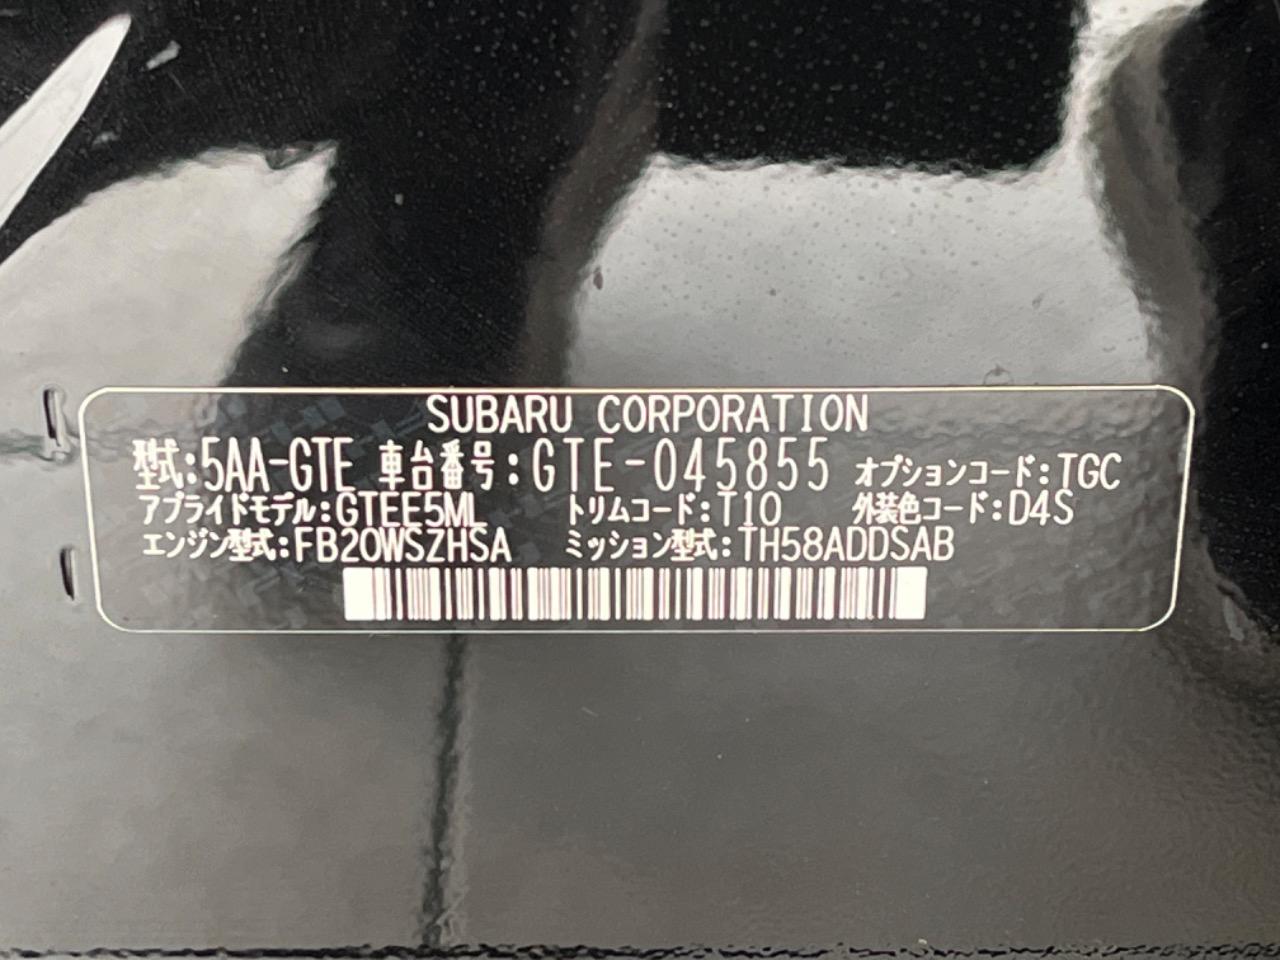 SUBARU CORPORATION
型式:5AA-GTE 車台番号:GTE-045855 オプションコード:TGC
アプライドモデル:GTEE5ML トリムコード:T10 外装色コード:D4S
エンジン型式:FB20WSZHSA ミッション型式:TH58ADDSAB